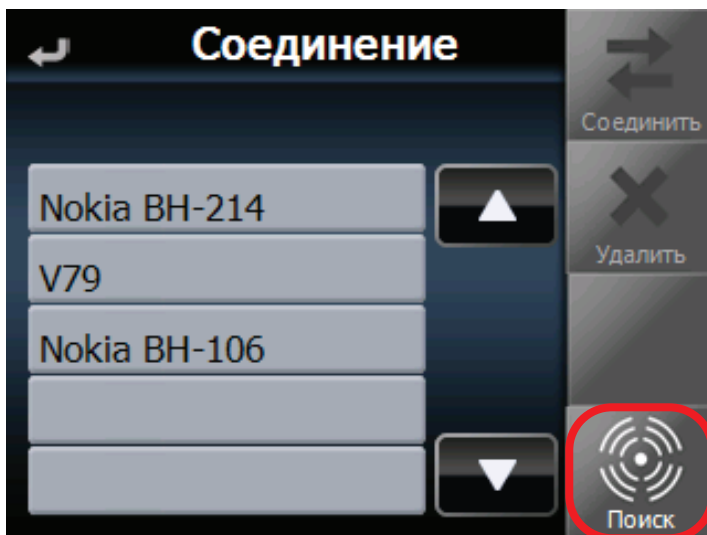 Соединение
Соединить
Nokia BH-214
Удалить
V79
Nokia BH-106
Поиск